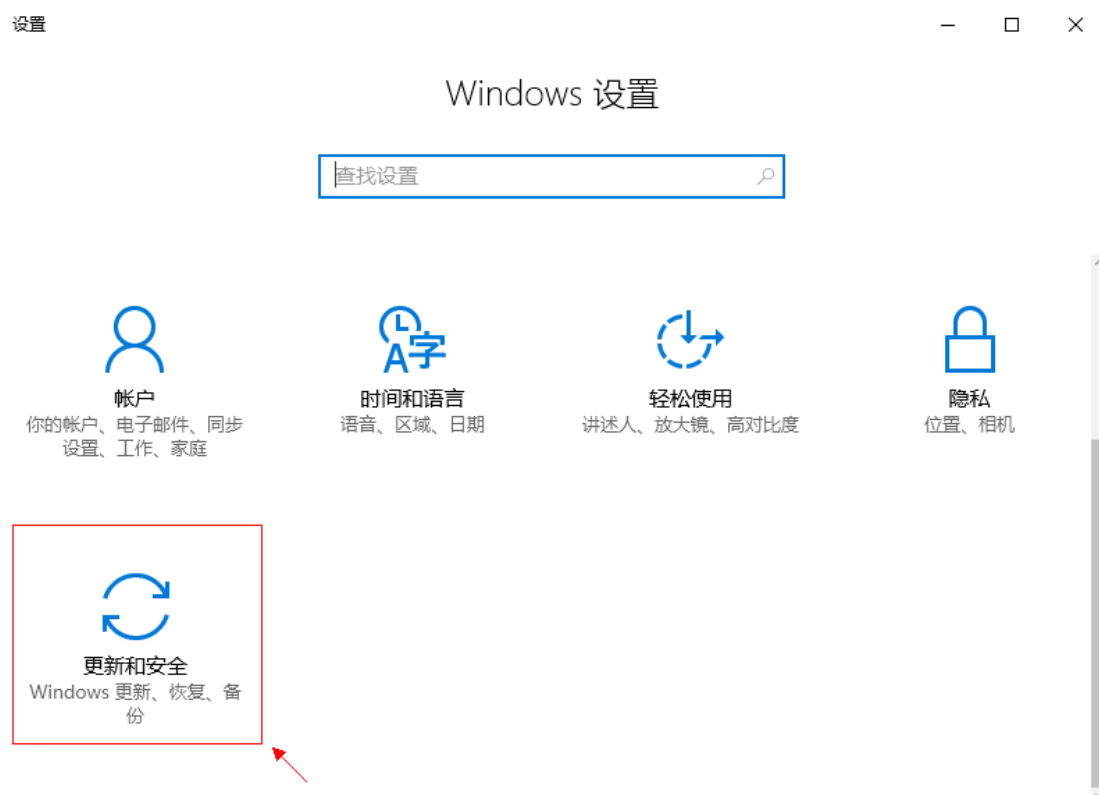 设置
Windows 设置
查找设置
帐户
你的帐户、电子邮件、同步
设置、工作、家庭
时间和语言
语音、区域、日期
轻松使用
讲述人、放大镜、高对比度
隐私
位置、相机
更新和安全
Windows 更新、恢复、备
份